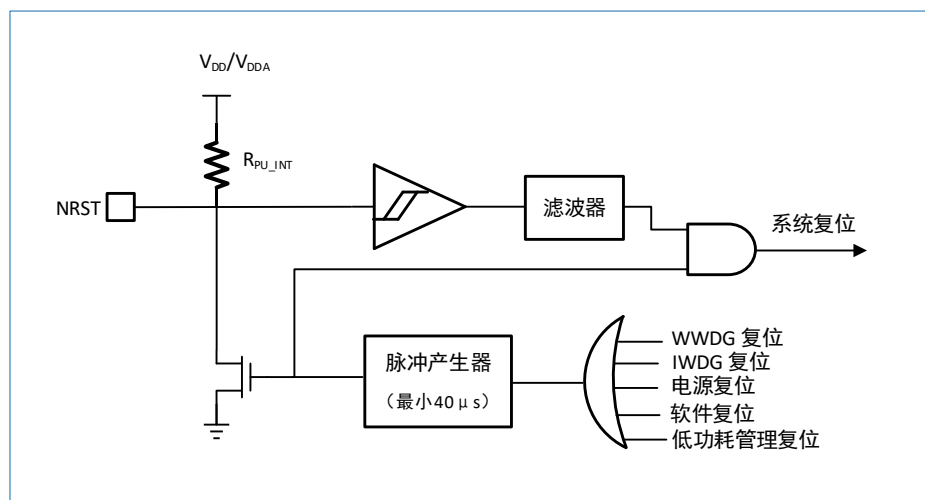 VDD/VDDA
RPU_INT
NRST
滤波器
系统复位
脉冲产生器
（最小40μs）
WWDG 复位
IWDG 复位
电源复位
软件复位
低功耗管理复位